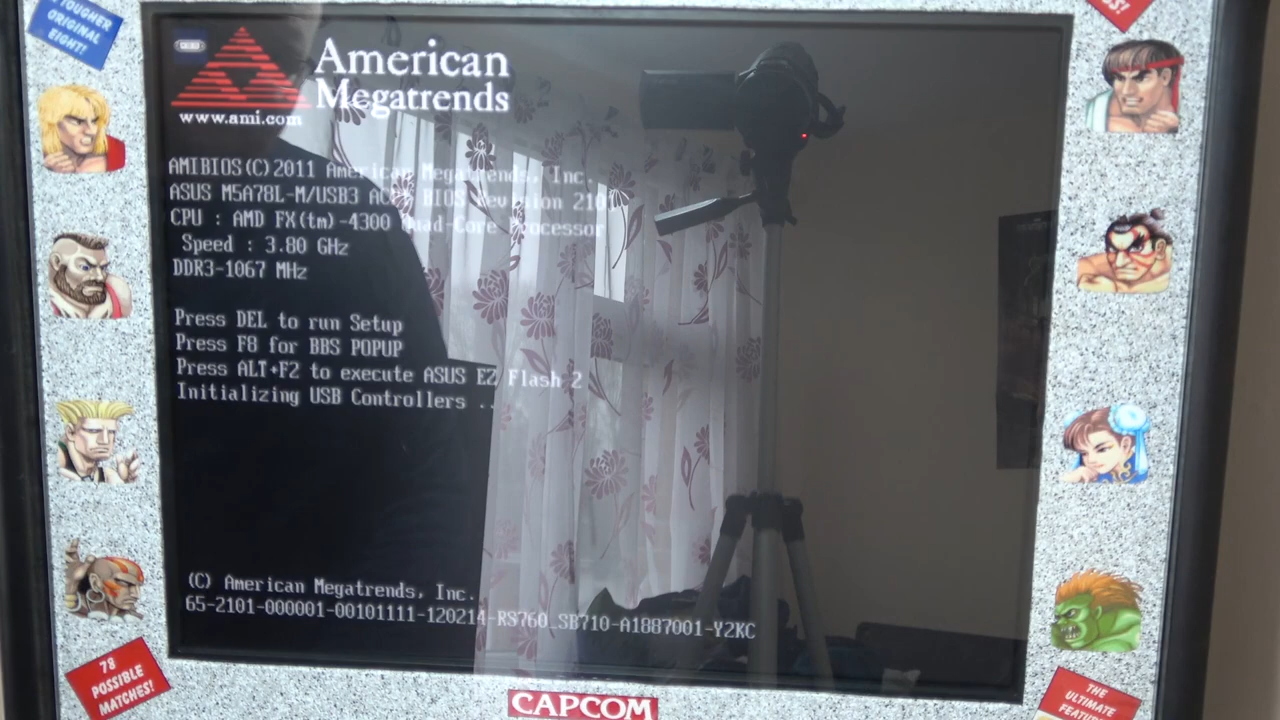 TOUGHER
ORIGINAL
EIGHT!
American
Megatrends
www.ami.com
AMIBIOS(C)2011 American Megatrends, Inc.
ASUS M5A78L-M/USB3 ACPI BIOS Revision 2101
CPU : AMD FX(tm)-4300 Quad-Core Processor
Speed : 3.80 GHz
DDR3-1067 MHz
Press DEL to run Setup
Press F8 for BBS POPUP
Press ALT+F2 to execute ASUS EZ Flash 2
Initializing USB Controllers ..
(C) American Megatrends, Inc.
65-2101-000001-00101111-120214-RS760_SB710-A1887001-Y2KC
78
POSSIBLE
MATCHES!
CAPCOM
THE
ULTIMATE